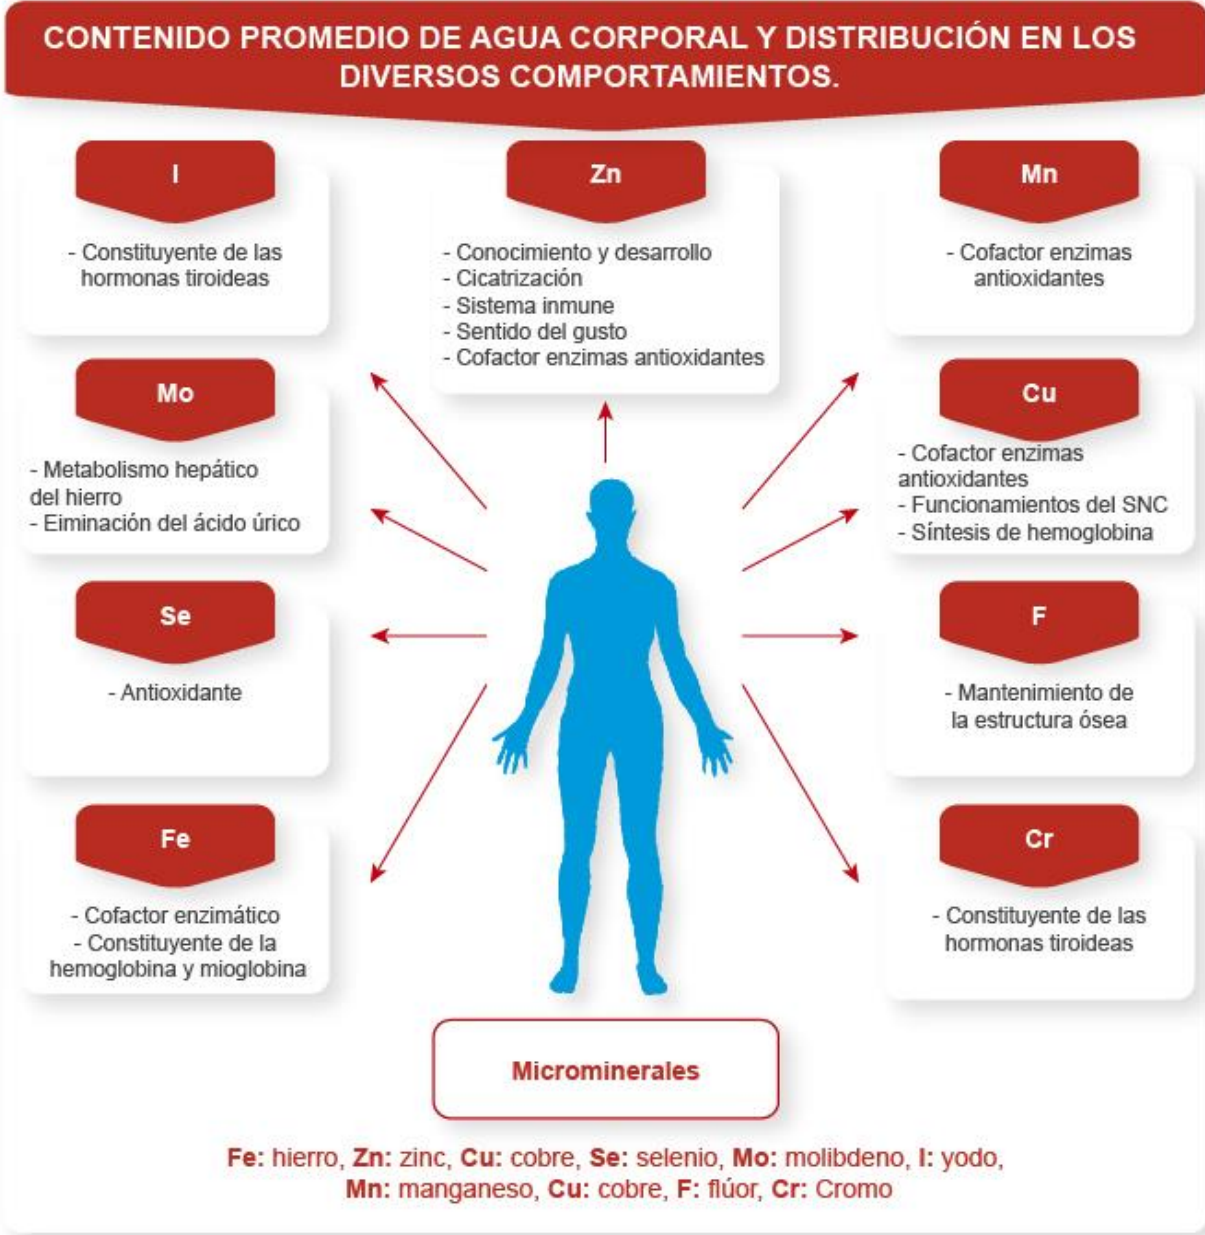 CONTENIDO PROMEDIO DE AGUA CORPORAL Y DISTRIBUCIÓN EN LOS
DIVERSOS COMPORTAMIENTOS.
I
- Constituyente de las
hormonas tiroideas
Zn
- Conocimiento y desarrollo
- Cicatrización
- Sistema inmune
- Sentido del gusto
- Cofactor enzimas antioxidantes
Mn
- Cofactor enzimas
antioxidantes
Mo
- Metabolismo hepático
del hierro
- Eiminación del ácido úrico
Cu
- Cofactor enzimas
antioxidantes
- Funcionamientos del SNC
- Síntesis de hemoglobina
Se
- Antioxidante
F
- Mantenimiento de
la estructura ósea
Fe
- Cofactor enzimático
- Constituyente de la
hemoglobina y mioglobina
Cr
- Constituyente de las
hormonas tiroideas
Microminerales
Fe: hierro, Zn: zinc, Cu: cobre, Se: selenio, Mo: molibdeno, I: yodo,
Mn: manganeso, Cu: cobre, F: flúor, Cr: Cromo